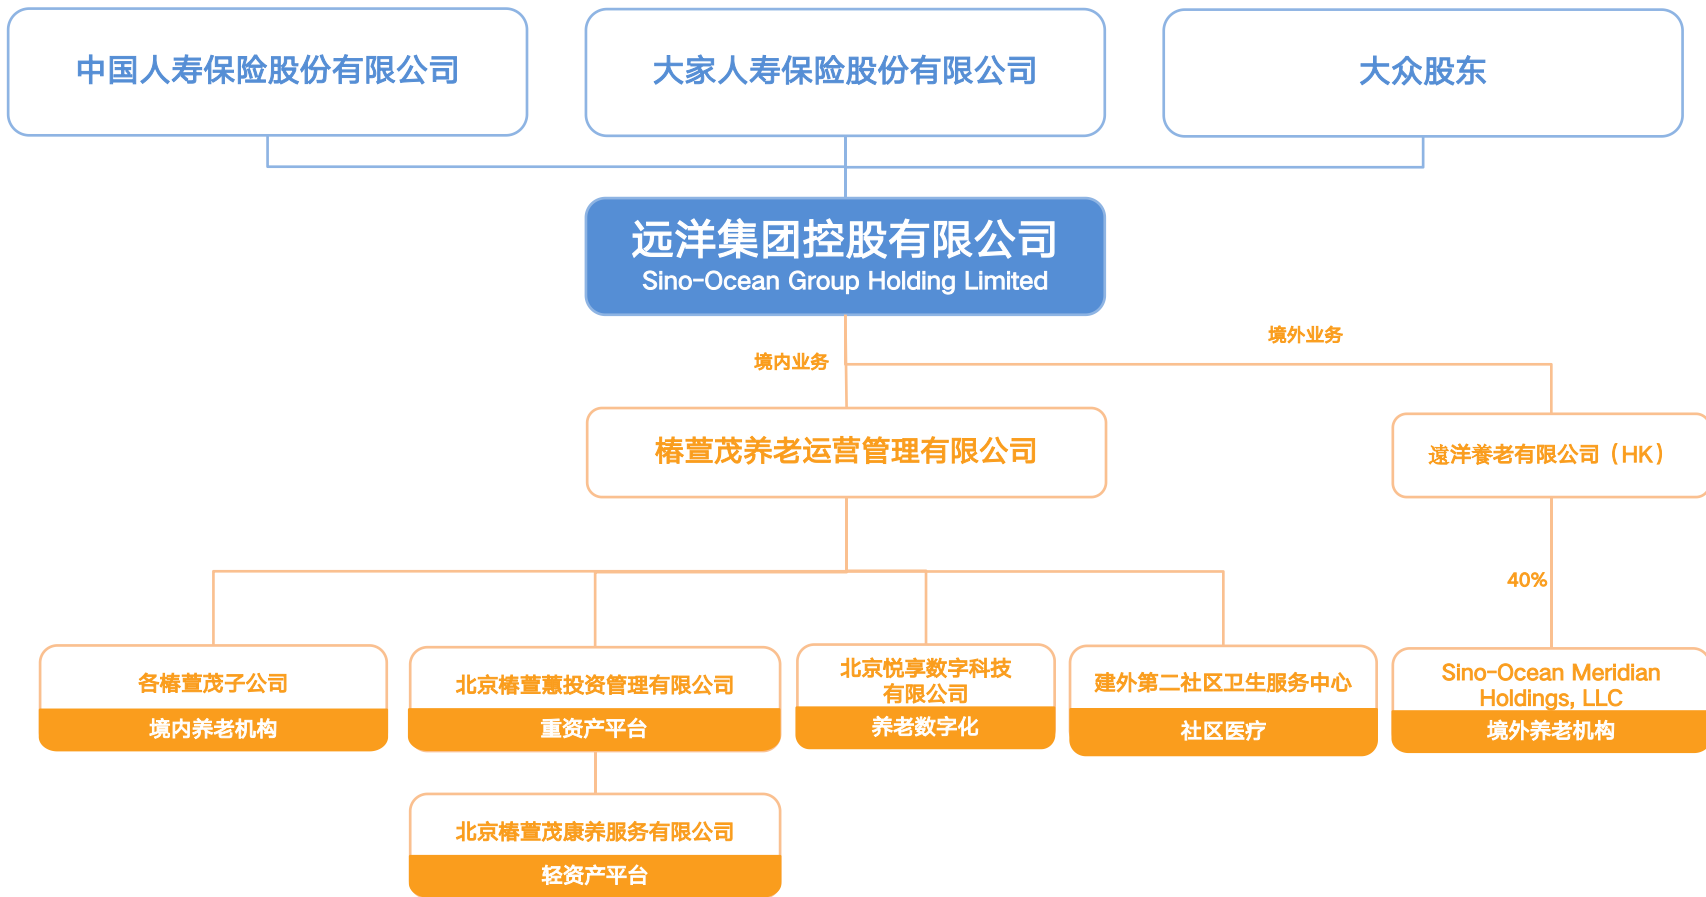 中国人寿保险股份有限公司
大家人寿保险股份有限公司
大众股东
远洋集团控股有限公司
Sino-Ocean Group Holding Limited
境外业务
境内业务
椿萱茂养老运营管理有限公司
遠洋養老有限公司（HK）
40%
各椿萱茂子公司
境内养老机构
北京椿萱蕙投资管理有限公司
重资产平台
北京悦享数字科技
有限公司
养老数字化
建外第二社区卫生服务中心
社区医疗
Sino-Ocean Meridian
Holdings, LLC
境外养老机构
北京椿萱茂康养服务有限公司
轻资产平台